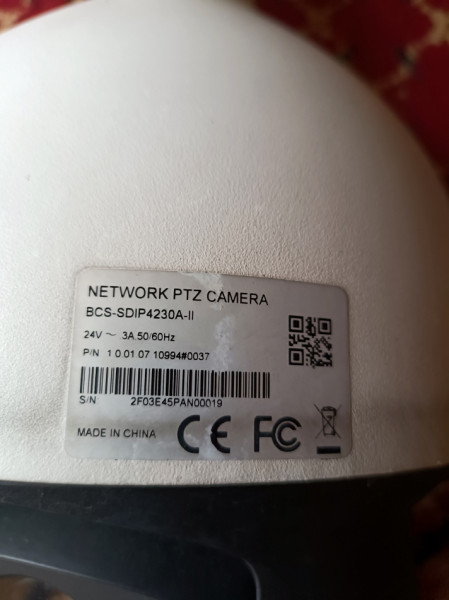 NETWORK PTZ CAMERA
BCS-SDIP4230A-II
24V ~ 3A.50/60Hz
P/N 1 0 01 07 10994#0037
S/N 2F03E45PAN00019
MADE IN CHINA CE FC